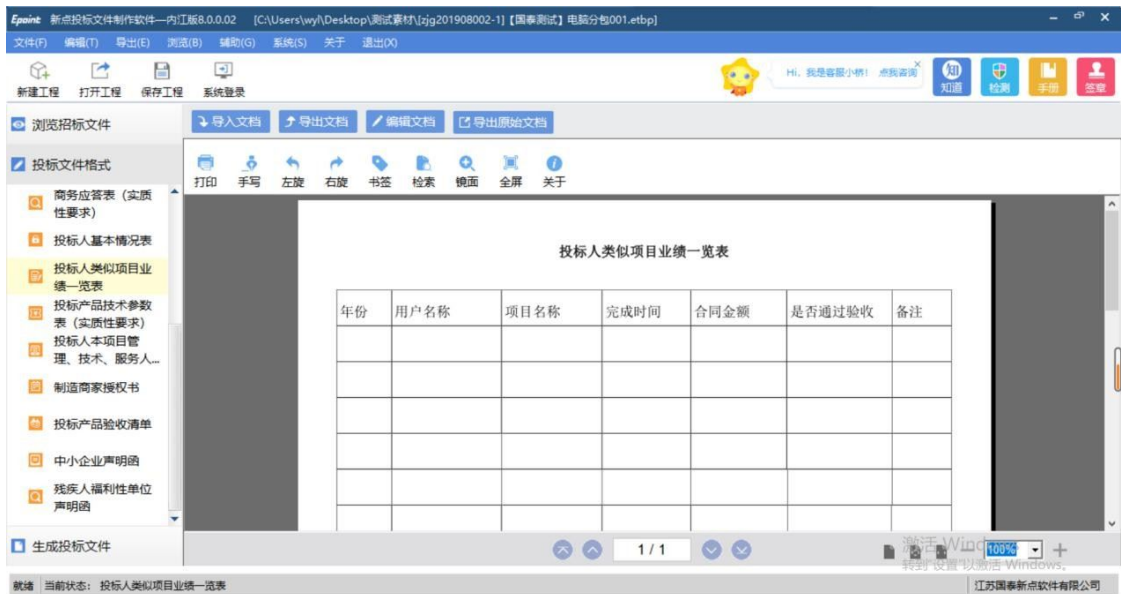 Epoint 新点投标文件制作软件—内江版8.0.0.02 [C:\Users\wyl\Desktop\测试素材\[zjg201908002-1]【国泰测试】电脑分包001.etbp]
文件(F) 编辑(T) 导出(E) 浏览(B) 辅助(G) 系统(S) 关于 退出(X)
新建工程 打开工程 保存工程 系统登录
Hi，我是客服小桥！ 点我咨询
知
知道 检测 手册 签章
浏览招标文件
导入文档 导出文档 编辑文档 导出原始文档
投标文件格式
打印 手写 左旋 右旋 书签 检索 镜面 全屏 关于
商务应答表（实质
性要求）
投标人基本情况表
投标人类似项目业
绩一览表
投标产品技术参数
表（实质性要求）
投标人本项目管
理、技术、服务人...
制造商家授权书
投标产品验收清单
中小企业声明函
残疾人福利性单位
声明函
生成投标文件
投标人类似项目业绩一览表
年份 用户名称 项目名称 完成时间 合同金额 是否通过验收 备注
1 / 1
100%
激活 Windows
转到"设置"以激活 Windows。
就绪 当前状态： 投标人类似项目业绩一览表
江苏国泰新点软件有限公司